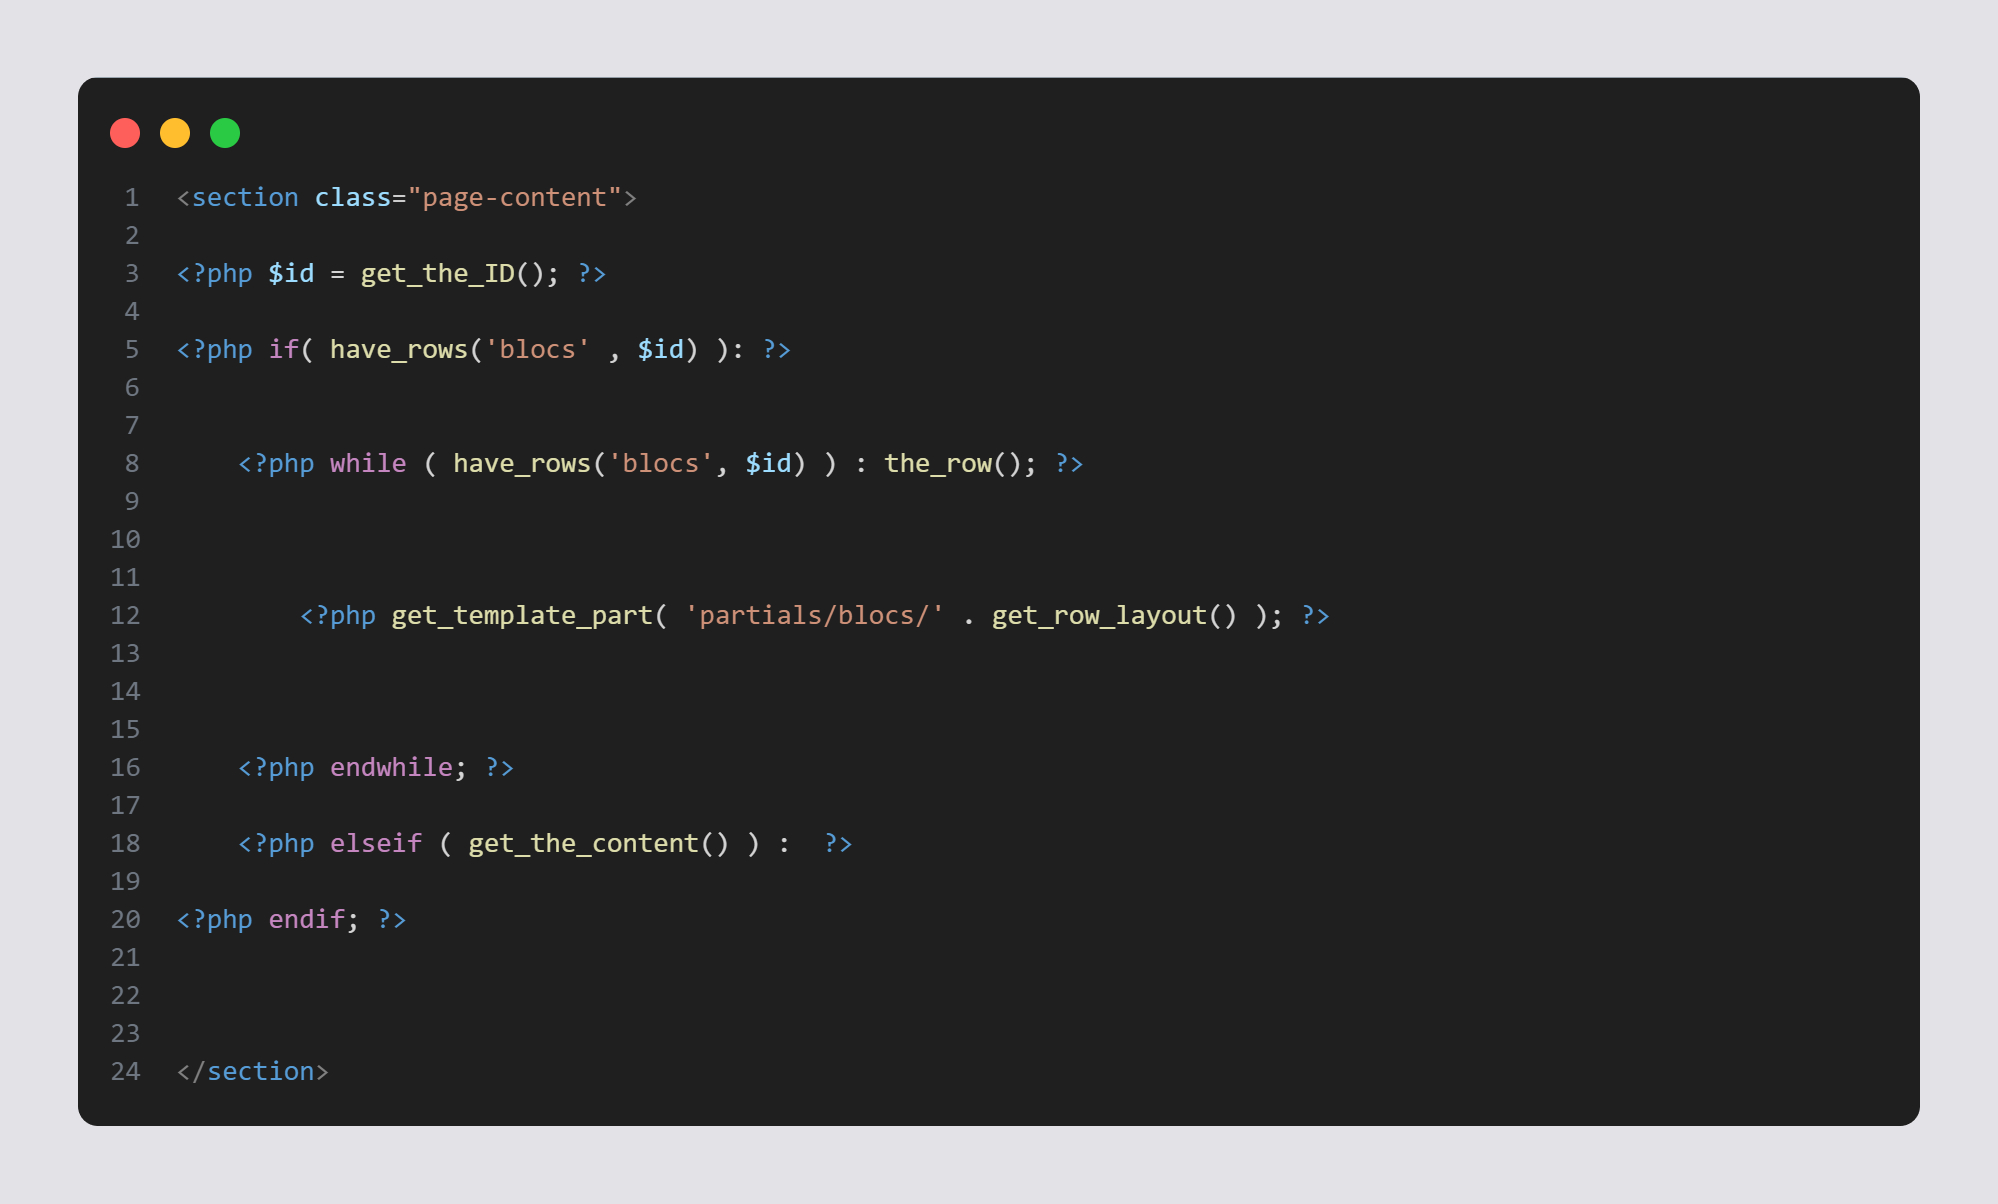 1 <section class="page-content">
2
3 <?php $id = get_the_ID(); ?>
4
5 <?php if( have_rows('blocs' , $id) ): ?>
6
7
8     <?php while ( have_rows('blocs', $id) ) : the_row(); ?>
9
10
11
12         <?php get_template_part( 'partials/blocs/' . get_row_layout() ); ?>
13
14
15
16     <?php endwhile; ?>
17
18     <?php elseif ( get_the_content() ) :  ?>
19
20 <?php endif; ?>
21
22
23
24 </section>